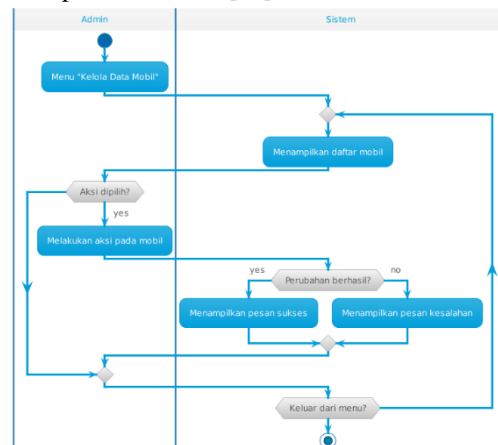 Admin
Sistem
Menu "Kelola Data Mobil"
Menampilkan daftar mobil
Aksi dipilih?
yes
Melakukan aksi pada mobil
yes
no
Perubahan berhasil?
Menampilkan pesan sukses
Menampilkan pesan kesalahan
Keluar dari menu?